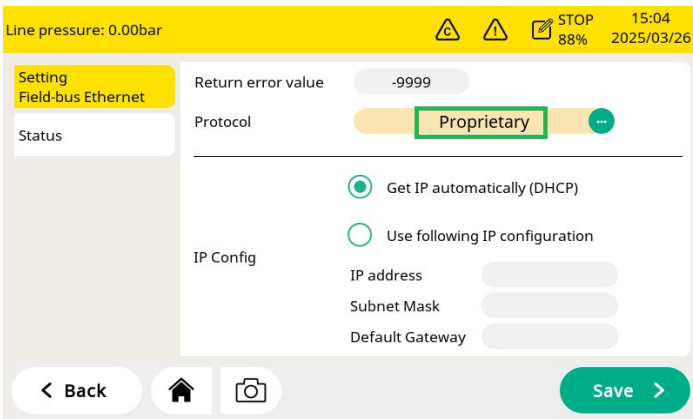 Line pressure: 0.00bar
C
!
STOP
88%
15:04
2025/03/26
Setting
Field-bus Ethernet
Status
Return error value
-9999
Protocol
Proprietary
...
Get IP automatically (DHCP)
Use following IP configuration
IP Config
IP address
Subnet Mask
Default Gateway
< Back
Save >